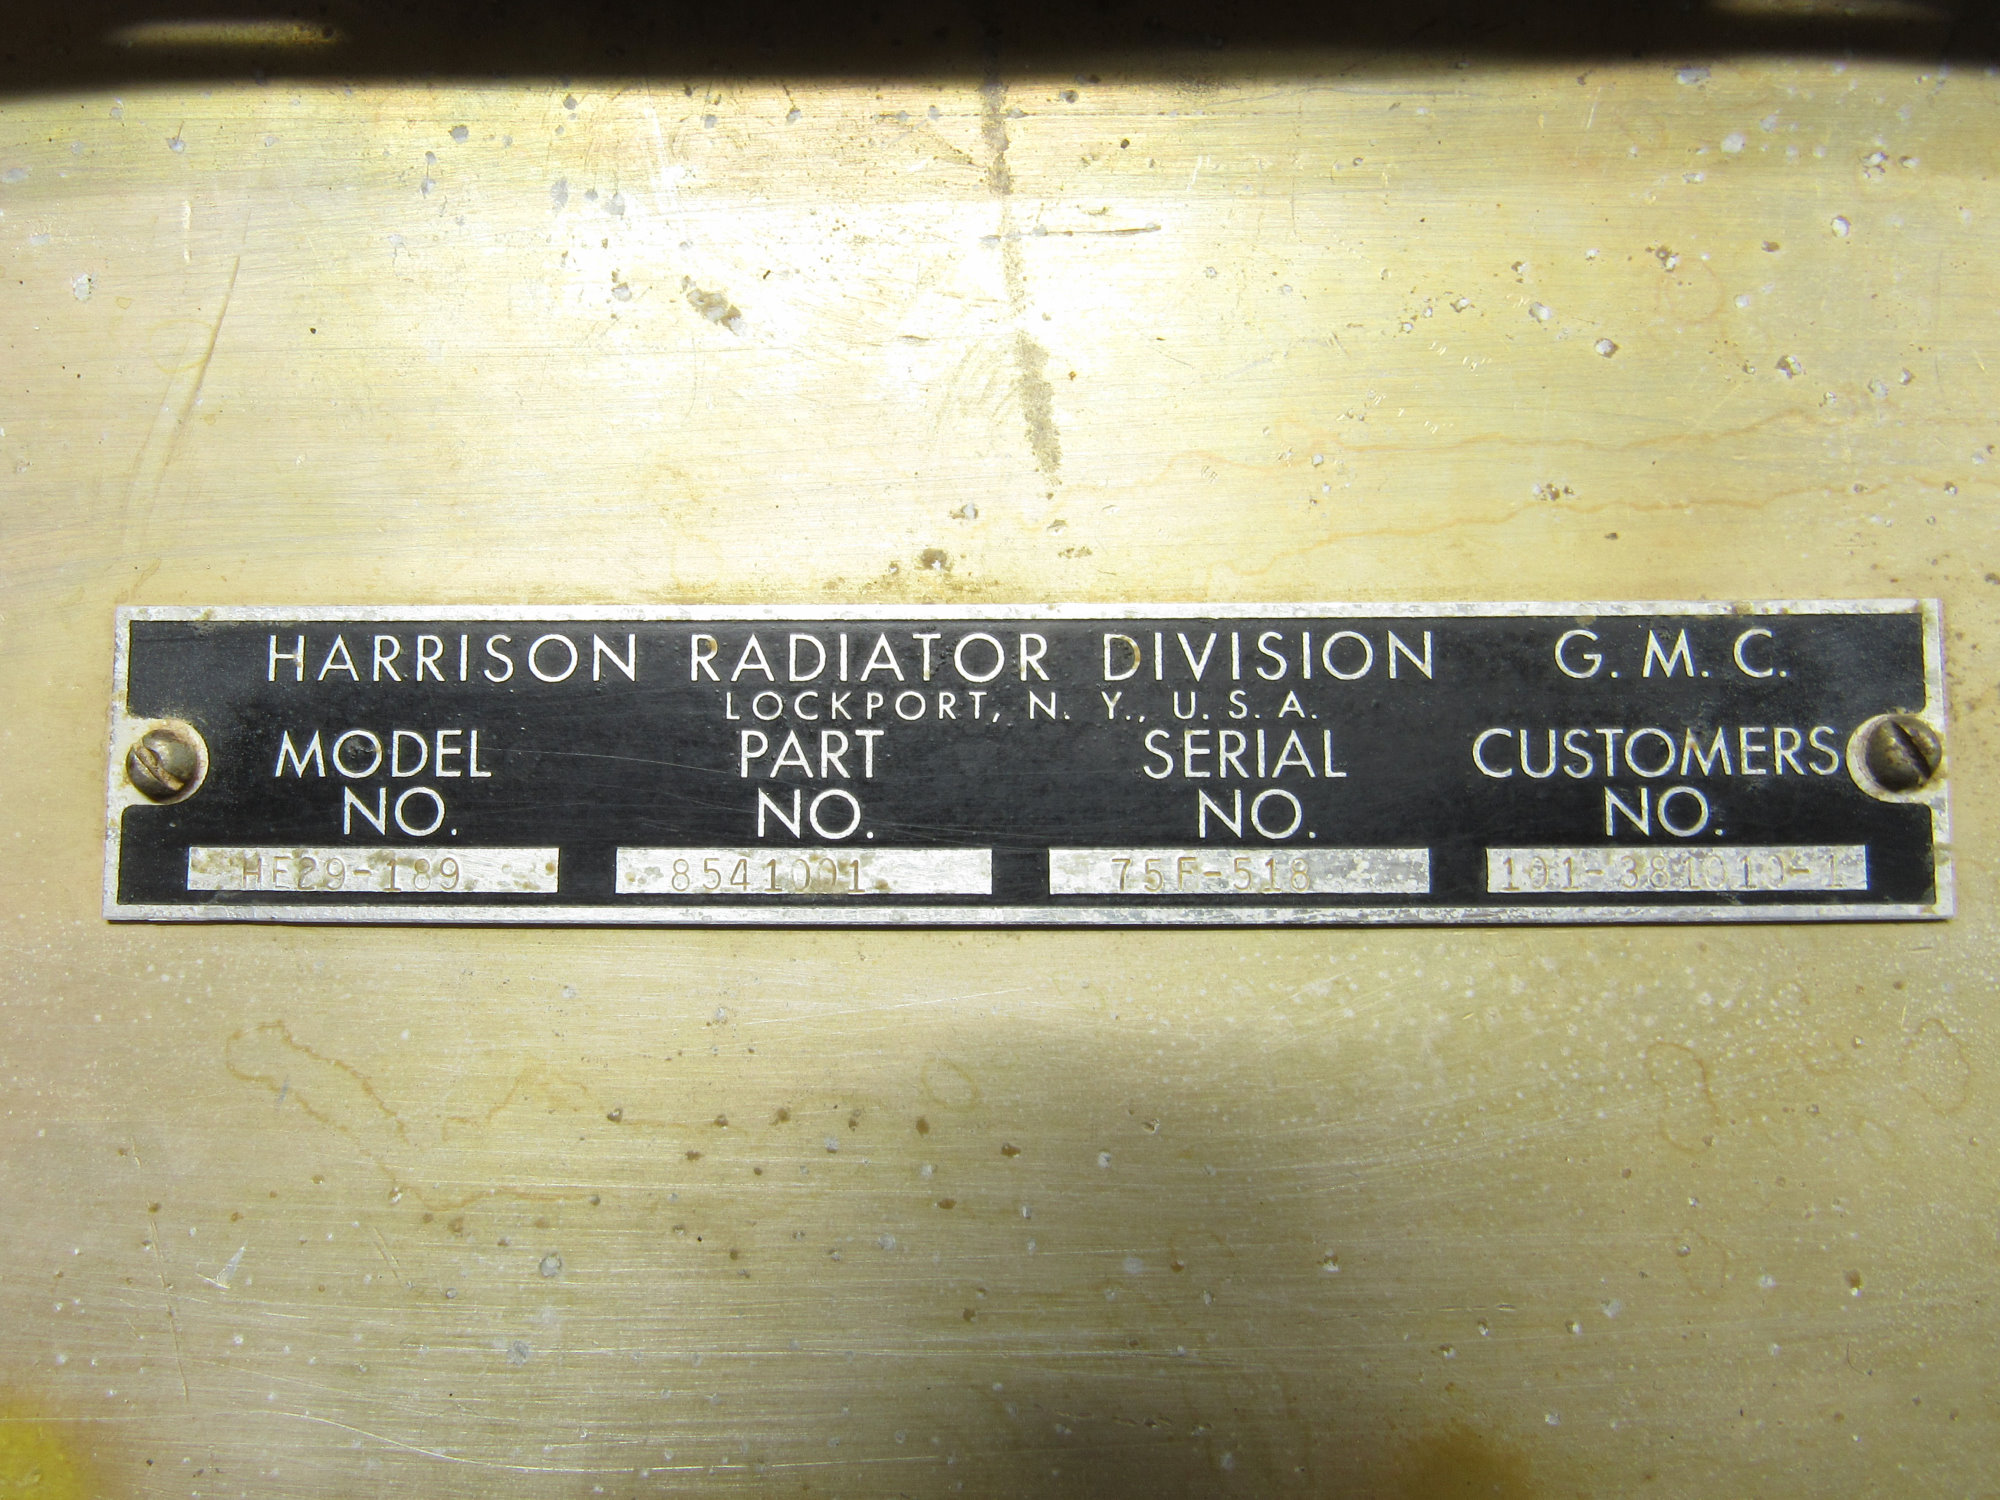 HARRISON RADIATOR DIVISION G. M. C.
LOCKPORT, N. Y., U. S. A.
MODEL NO. PART NO. SERIAL NO. CUSTOMERS NO.
HE29-189 8541001 75F-518 101-381010-1